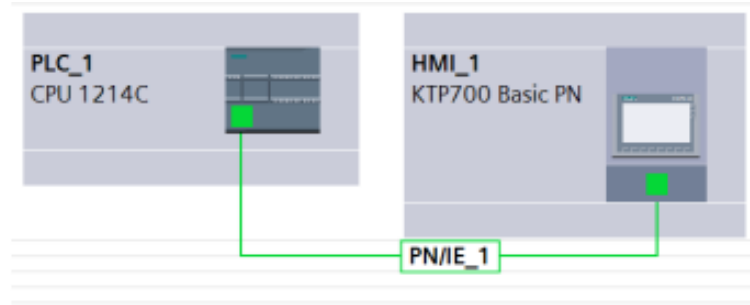 PLC_1
CPU 1214C
HMI_1
KTP700 Basic PN
PN/IE_1